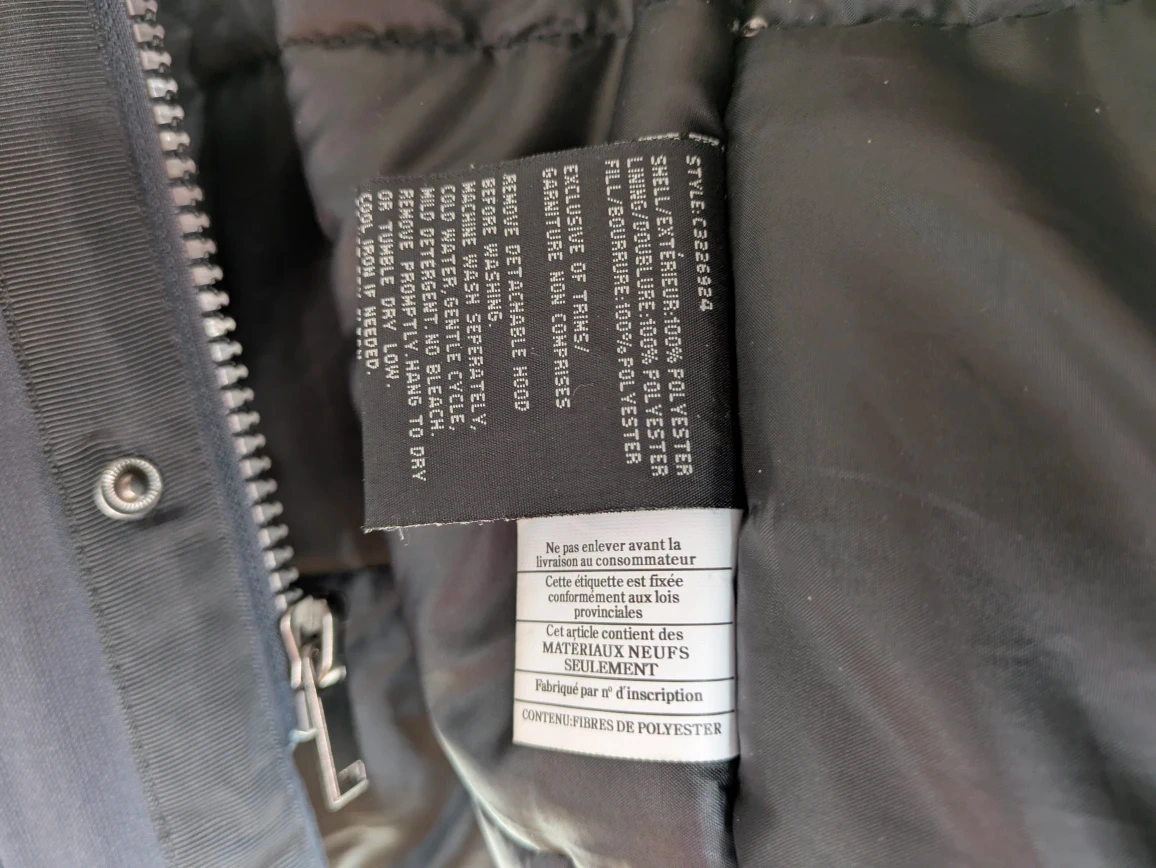 STYLE:C3226924
SHELL/EXTÉRIEUR:100% POLYESTER
LINING/DOUBLURE:100% POLYESTER
FILL/BOURRURE:100% POLYESTER
EXCLUSIVE OF TRIMS/
GARNITURE NON COMPRISES
REMOVE DETACHABLE HOOD
BEFORE WASHING.
MACHINE WASH SEPERATELY,
COLD WATER,GENTLE CYCLE,
MILD DETERGENT.NO BLEACH.
REMOVE PROMPTLY.HANG TO DRY
OR TUMBLE DRY LOW.
COOL IRON IF NEEDED.
Ne pas enlever avant la
livraison au consommateur
Cette étiquette est fixée
conformément aux lois
provinciales
Cet article contient des
MATÉRIAUX NEUFS
SEULEMENT
Fabriqué par nº d'inscription
CONTENU:FIBRES DE POLYESTER